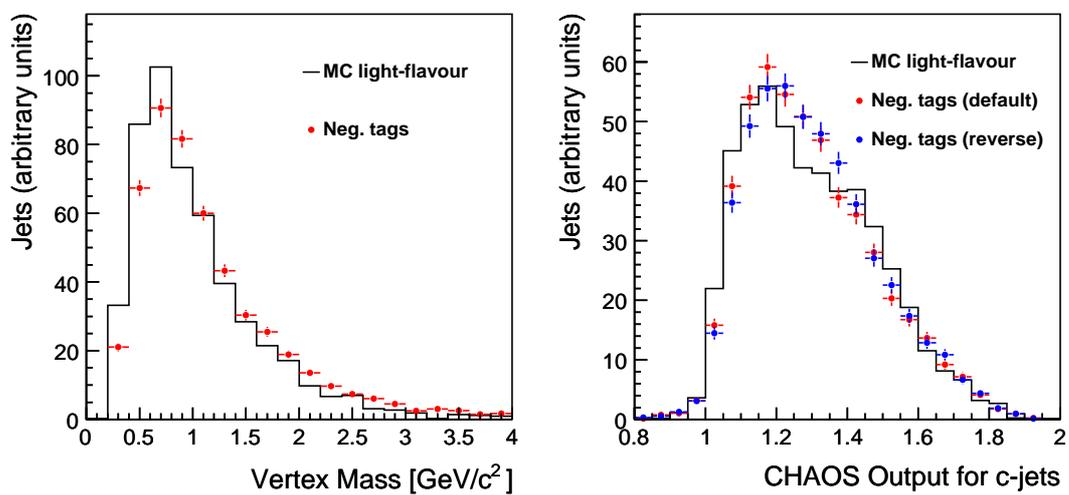 Jets (arbitrary units)
100
80
60
40
20
0
MC light-flavour
Neg. tags
0 0.5 1 1.5 2 2.5 3 3.5 4
Vertex Mass [GeV/c²]
Jets (arbitrary units)
60
50
40
30
20
10
0
MC light-flavour
Neg. tags (default)
Neg. tags (reverse)
0.8 1 1.2 1.4 1.6 1.8 2
CHAOS Output for c-jets